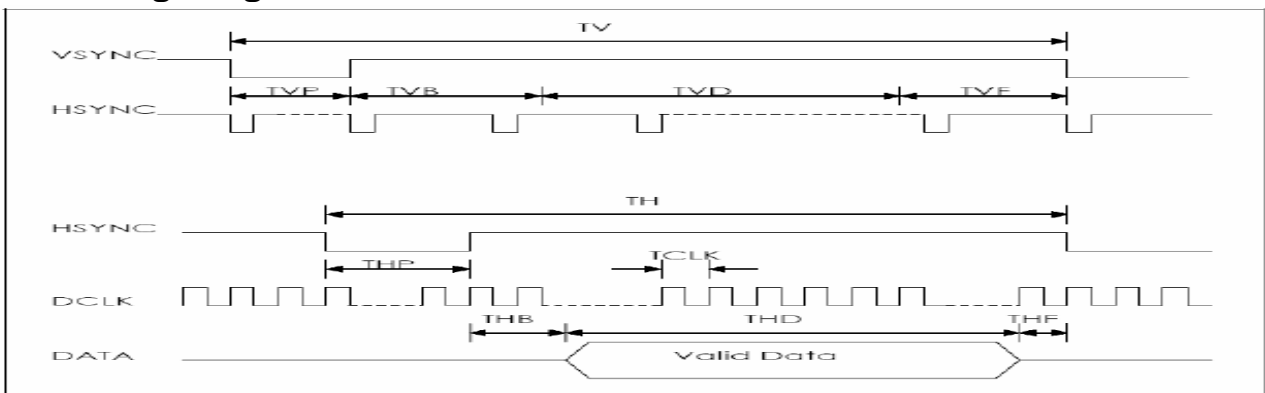 TV
VSYNC
TVP TVB TVD TVF
HSYNC
TH
HSYNC
THP TCLK
DCLK
THB THD THF
DATA Valid Data